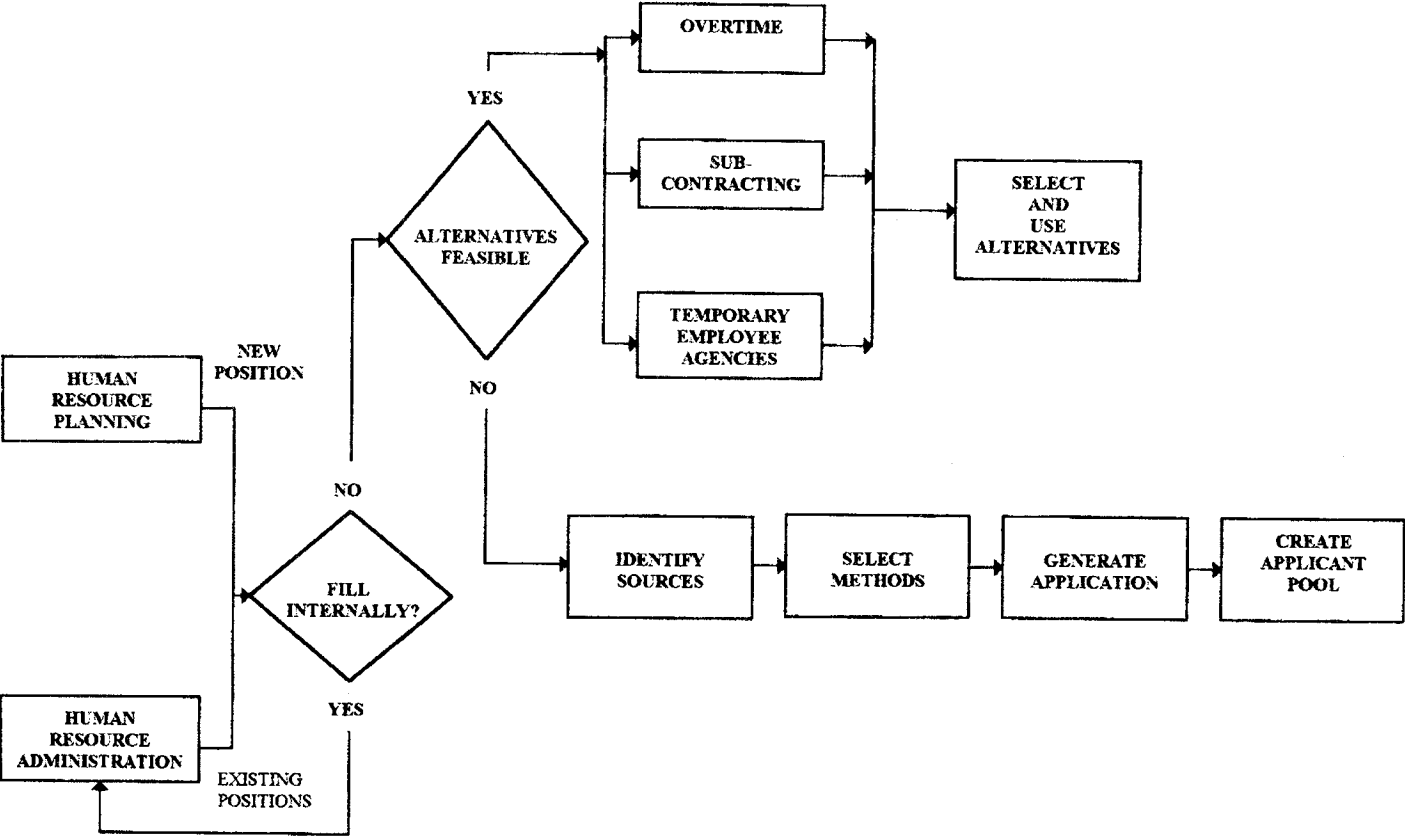 OVERTIME
YES
SUB-
CONTRACTING
SELECT
AND
USE
ALTERNATIVES
ALTERNATIVES
FEASIBLE
TEMPORARY
EMPLOYEE
AGENCIES
NEW
POSITION
HUMAN
RESOURCE
PLANNING
NO
NO
IDENTIFY
SOURCES
SELECT
METHODS
GENERATE
APPLICATION
CREATE
APPLICANT
POOL
FILL
INTERNALLY?
YES
HUMAN
RESOURCE
ADMINISTRATION
EXISTING
POSITIONS